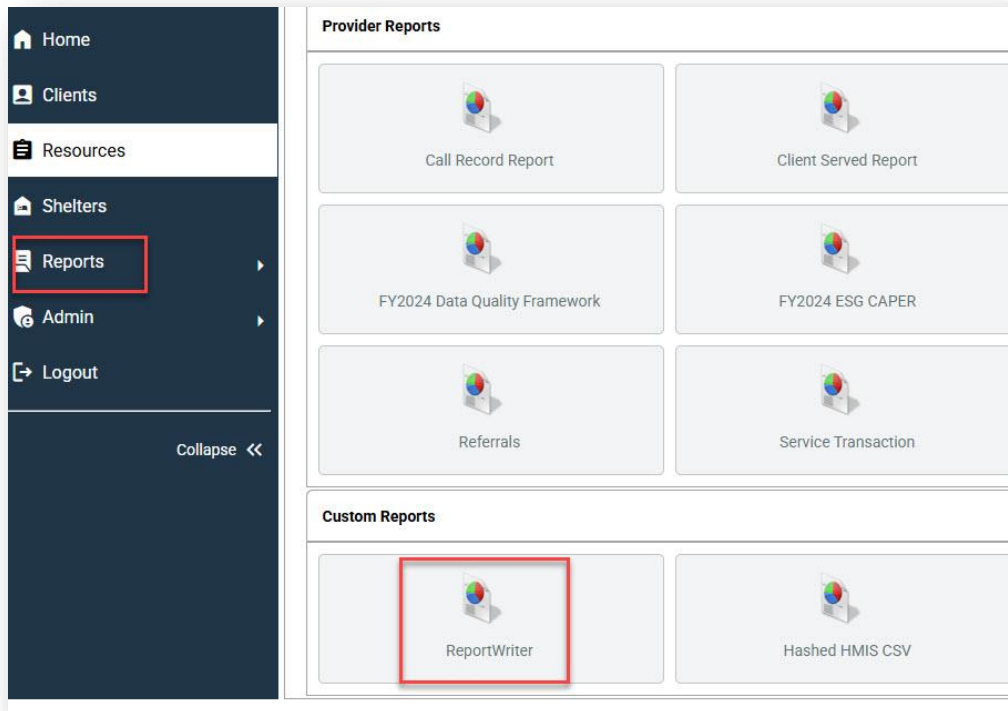 Home
Clients
Resources
Shelters
Reports
Admin
Logout
Collapse
Provider Reports
Call Record Report
Client Served Report
FY2024 Data Quality Framework
FY2024 ESG CAPER
Referrals
Service Transaction
Custom Reports
ReportWriter
Hashed HMIS CSV